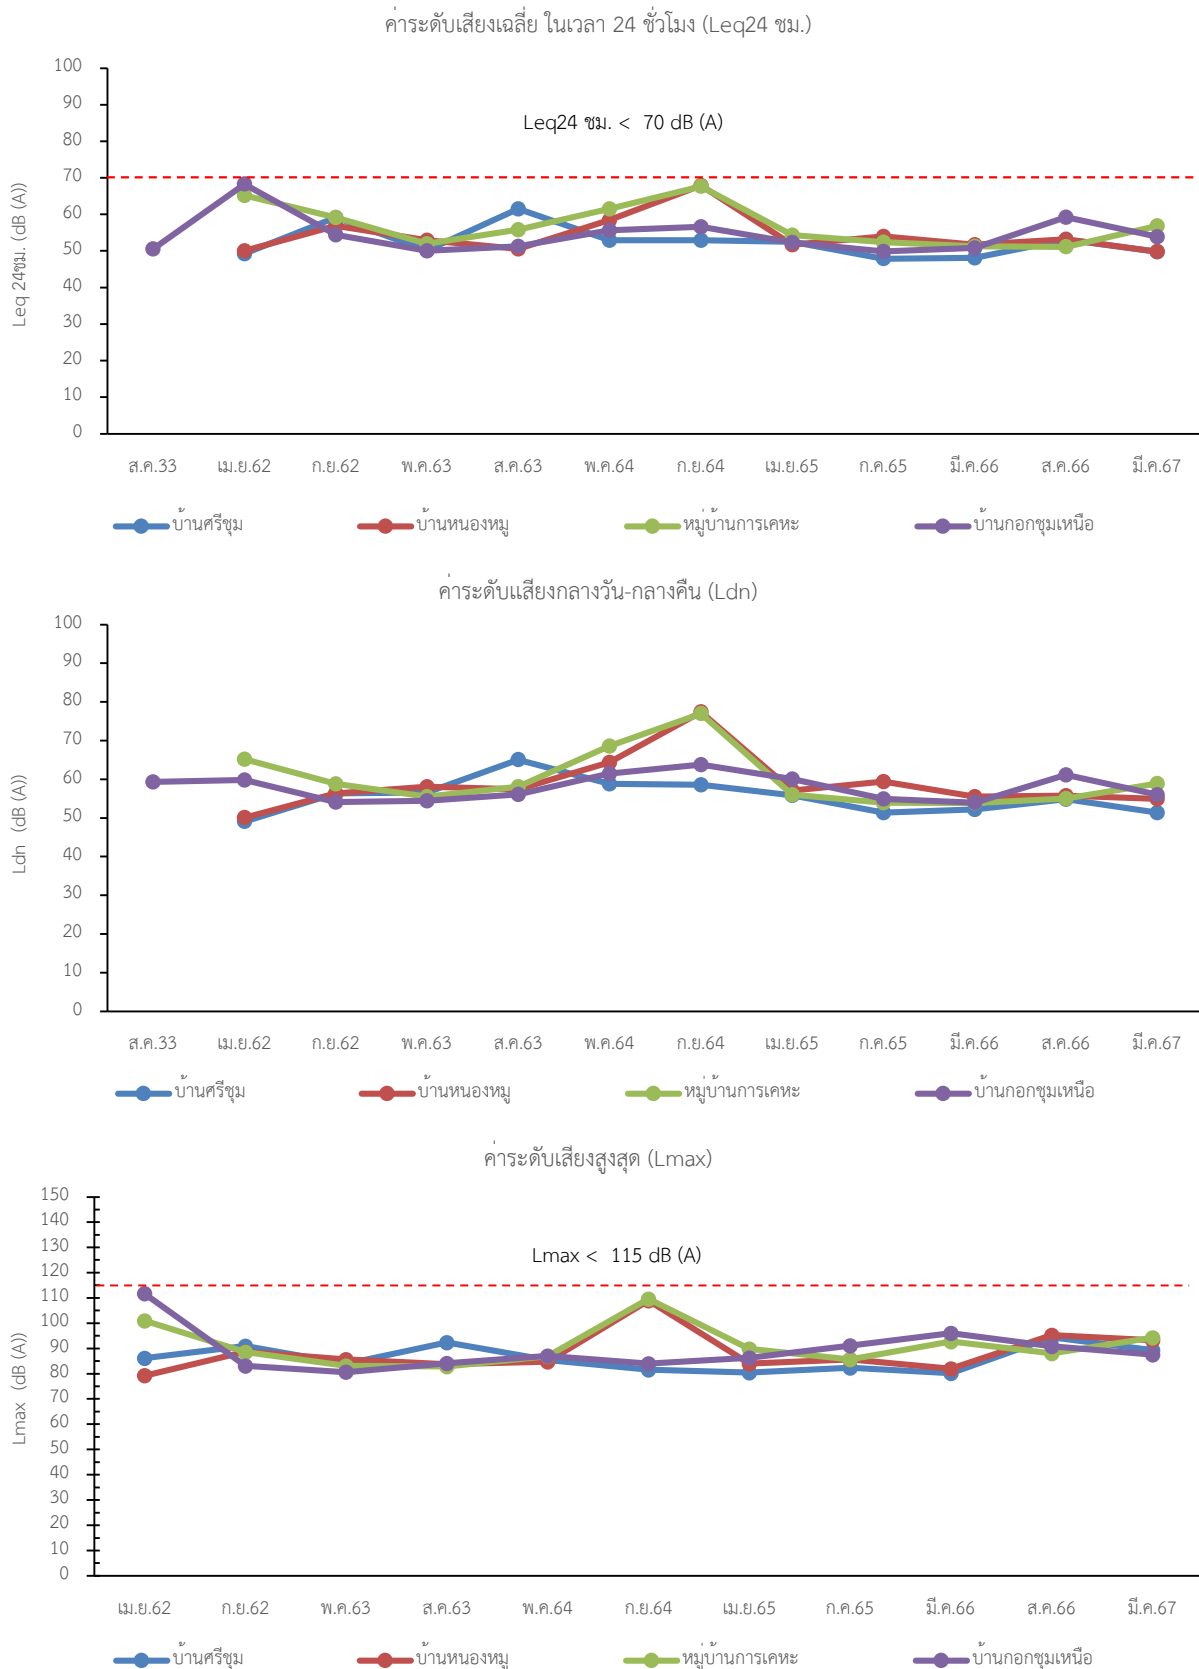 ค่าระดับเสียงเฉลี่ย ในเวลา 24 ชั่วโมง (Leq24 ชม.)
100
90
80
70
60
50
40
30
20
10
0
Leq 24ชม. (dB (A))
Leq24 ชม. < 70 dB (A)
ส.ค.33 เม.ย.62 ก.ย.62 พ.ค.63 ส.ค.63 พ.ค.64 ก.ย.64 เม.ย.65 ก.ค.65 มี.ค.66 ส.ค.66 มี.ค.67
บ้านศรีชุม บ้านหนองหมู หมู่บ้านการเคหะ บ้านกอกชุมเหนือ
ค่าระดับแสียงกลางวัน-กลางคืน (Ldn)
100
90
80
70
60
50
40
30
20
10
0
Ldn (dB (A))
ส.ค.33 เม.ย.62 ก.ย.62 พ.ค.63 ส.ค.63 พ.ค.64 ก.ย.64 เม.ย.65 ก.ค.65 มี.ค.66 ส.ค.66 มี.ค.67
บ้านศรีชุม บ้านหนองหมู หมู่บ้านการเคหะ บ้านกอกชุมเหนือ
ค่าระดับเสียงสูงสุด (Lmax)
150
140
130
120
110
100
90
80
70
60
50
40
30
20
10
0
Lmax (dB (A))
Lmax < 115 dB (A)
เม.ย.62 ก.ย.62 พ.ค.63 ส.ค.63 พ.ค.64 ก.ย.64 เม.ย.65 ก.ค.65 มี.ค.66 ส.ค.66 มี.ค.67
บ้านศรีชุม บ้านหนองหมู หมู่บ้านการเคหะ บ้านกอกชุมเหนือ